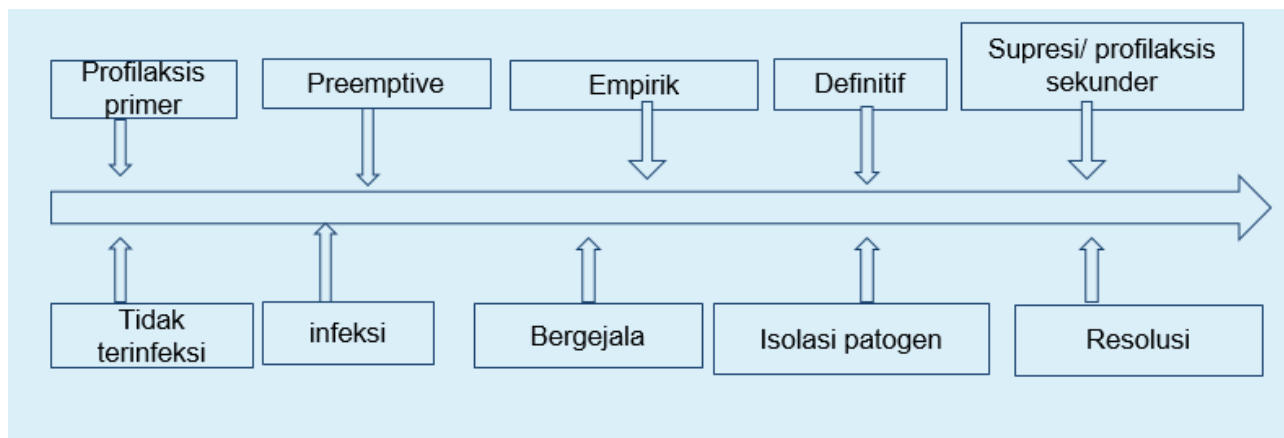 Profilaksis
primer
Preemptive
Empirik
Definitif
Supresi/ profilaksis
sekunder
Tidak
terinfeksi
infeksi
Bergejala
Isolasi patogen
Resolusi